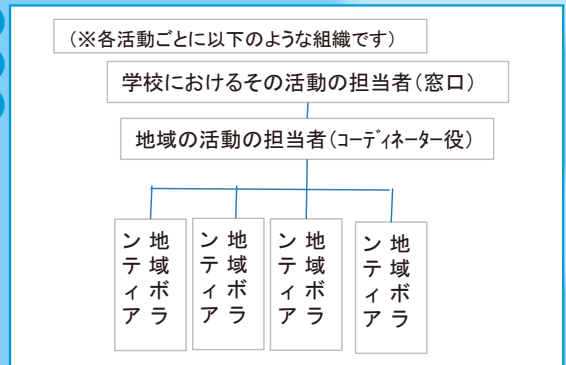 (※各活動ごとに以下のような組織です)
学校におけるその活動の担当者(窓口)
地域の活動の担当者(コーディネーター役)
地域ボラ
ンティア
地域ボラ
ンティア
地域ボラ
ンティア
地域ボラ
ンティア